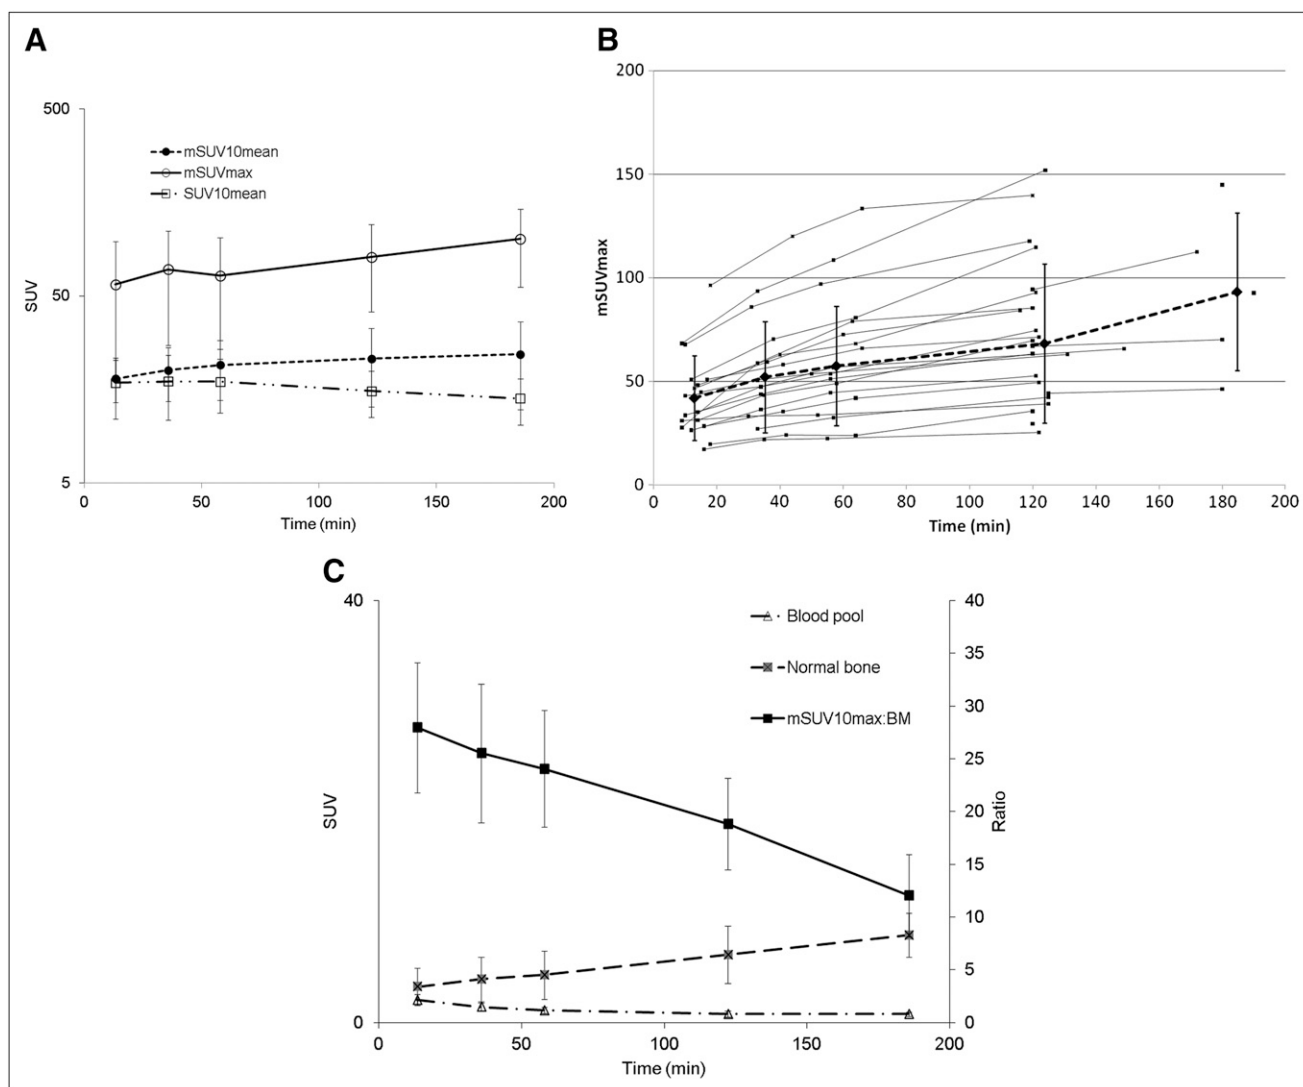 A
500
50
5
SUV
mSUV10mean
mSUVmax
SUV10mean
0 50 100 150 200
Time (min)
B
200
150
100
50
0
mSUVmax
0 20 40 60 80 100 120 140 160 180 200
Time (min)
C
40
0
SUV
Blood pool
Normal bone
mSUV10max:BM
40
35
30
25
20
15
10
5
0
Ratio
0 50 100 150 200
Time (min)